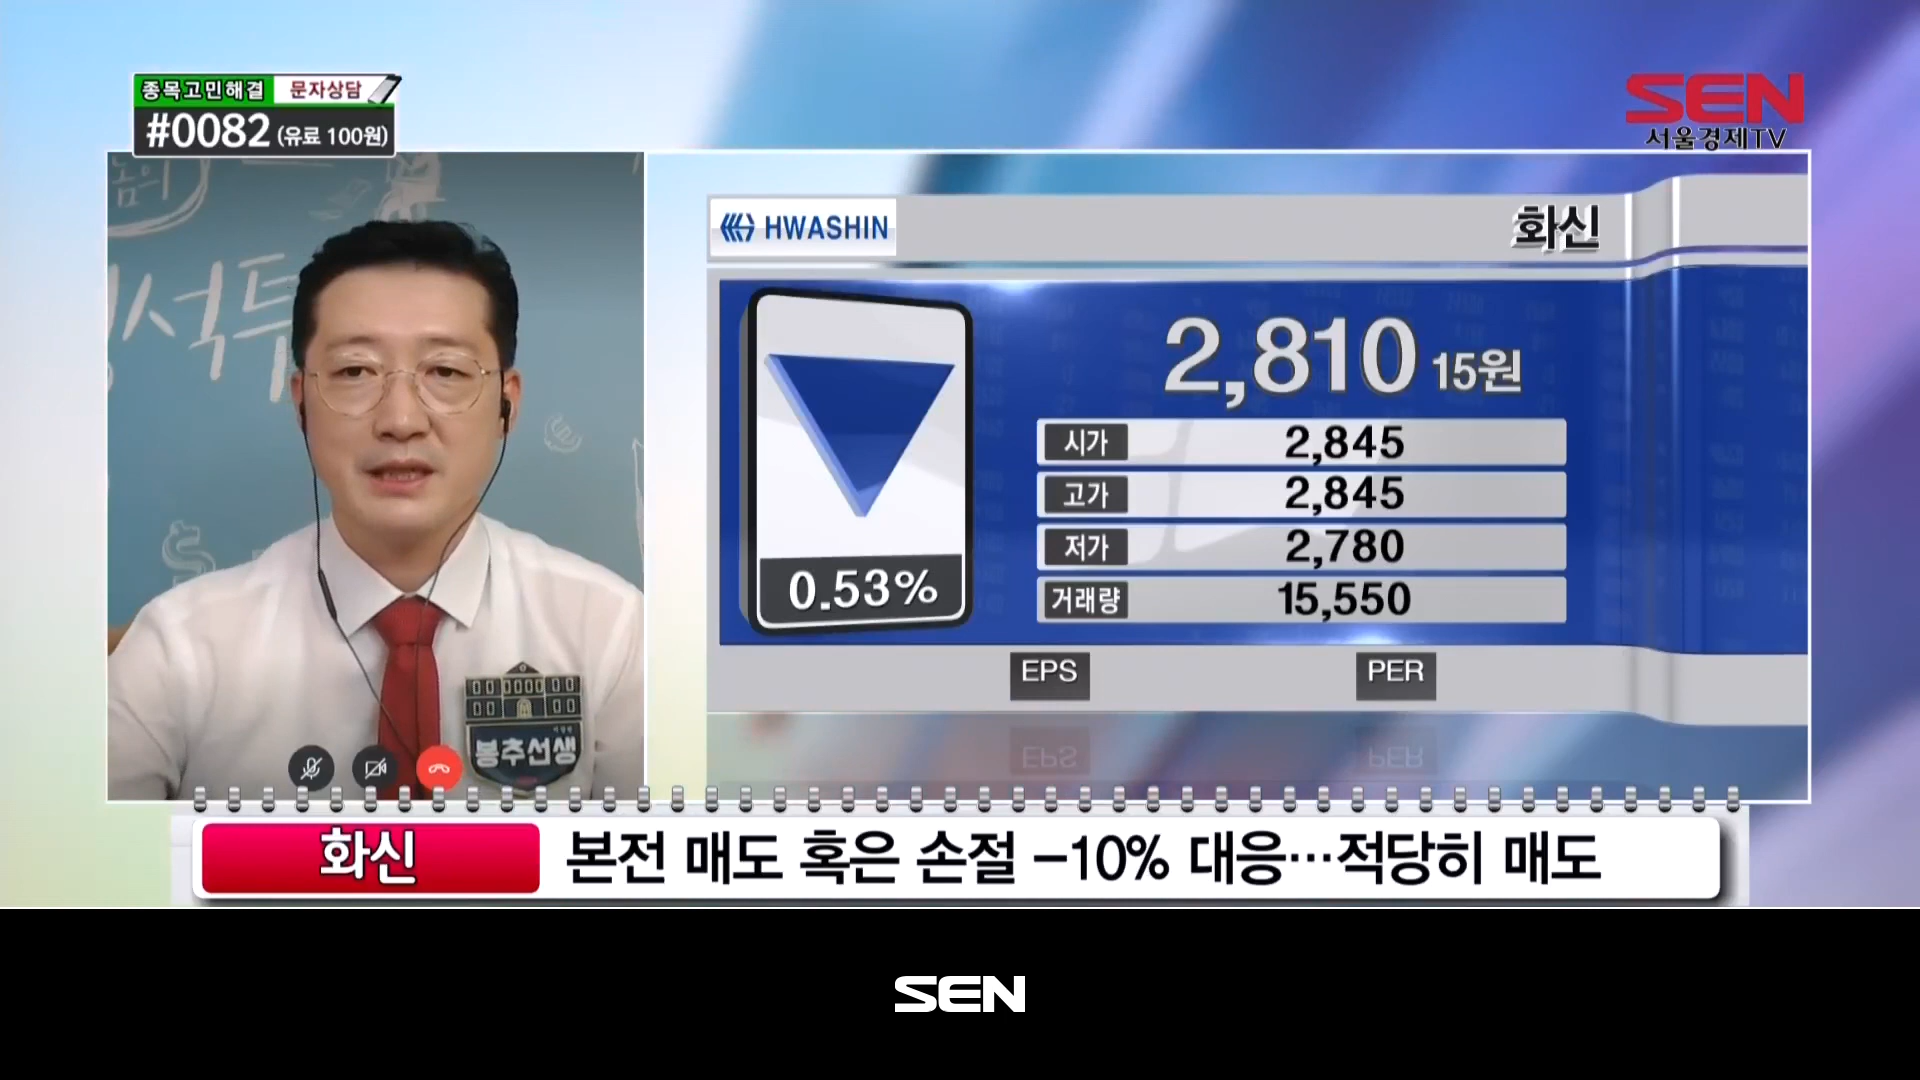 종목고민해결 문자상담
#0082 (유료 100원)
SEN
서울경제TV
HWASHIN
화신
2,810 15원
0.53%
시가 2,845
고가 2,845
저가 2,780
거래량 15,550
EPS PER
석투
봉추선생
화신
본전 매도 혹은 손절 -10% 대응…적당히 매도
SEN